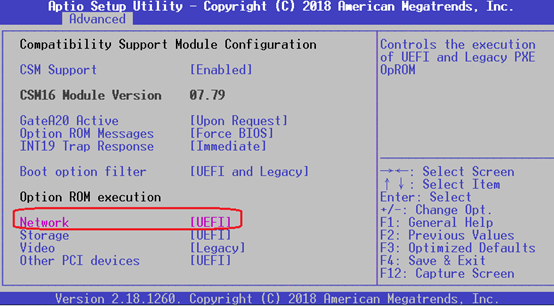 Aptio Setup Utility - Copyright (C) 2018 American Megatrends, Inc.
Advanced
Compatibility Support Module Configuration
CSM Support [Enabled]
CSM16 Module Version 07.79
GateA20 Active [Upon Request]
Option ROM Messages [Force BIOS]
INT19 Trap Response [Immediate]
Boot option filter [UEFI and Legacy]
Option ROM execution
Network [UEFI]
Storage [UEFI]
Video [Legacy]
Other PCI devices [UEFI]
Controls the execution
of UEFI and Legacy PXE
OpROM
→←: Select Screen
↑↓: Select Item
Enter: Select
+/-: Change Opt.
F1: General Help
F2: Previous Values
F3: Optimized Defaults
F4: Save & Exit
F12: Capture Screen
Version 2.18.1260. Copyright (C) 2018 American Megatrends, Inc.